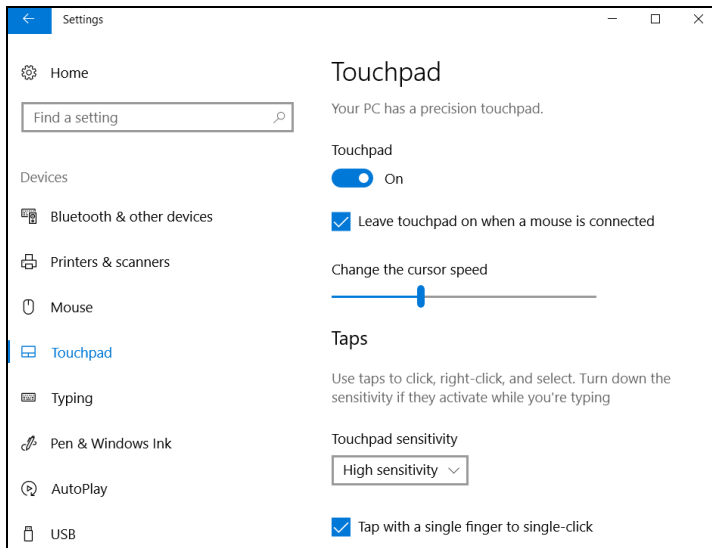 Settings
Home
Find a setting
Devices
Bluetooth & other devices
Printers & scanners
Mouse
Touchpad
Typing
Pen & Windows Ink
AutoPlay
USB
Touchpad
Your PC has a precision touchpad.
Touchpad
On
Leave touchpad on when a mouse is connected
Change the cursor speed
Taps
Use taps to click, right-click, and select. Turn down the
sensitivity if they activate while you're typing
Touchpad sensitivity
High sensitivity
Tap with a single finger to single-click